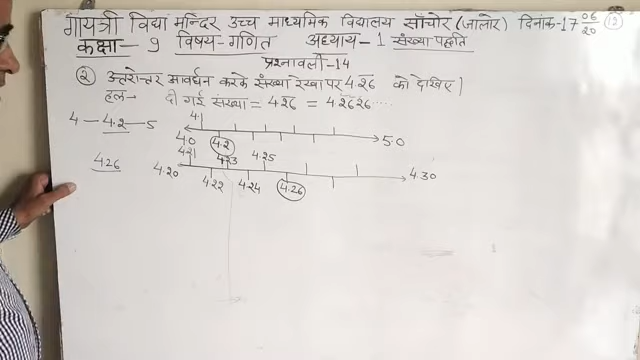 गायत्री विद्या मन्दिर उच्च माध्यमिक विद्यालय साँचोर (जालोर) दिनांक-17 06/20 (12)
कक्षा- 9 विषय-गणित अध्याय-1 संख्या पद्धति
प्रश्नावली-1.4
② उत्तरोत्तर आवर्धन करके संख्या रेखा पर 4.26 को देखिए।
हल→ दी गई संख्या = 4.26 = 4.2626.....
4.1
4 — 4.2 — 5 4.0 4.2 5.0
4.21 4.23 4.25
4.26 4.20 4.22 4.24 4.26 4.30